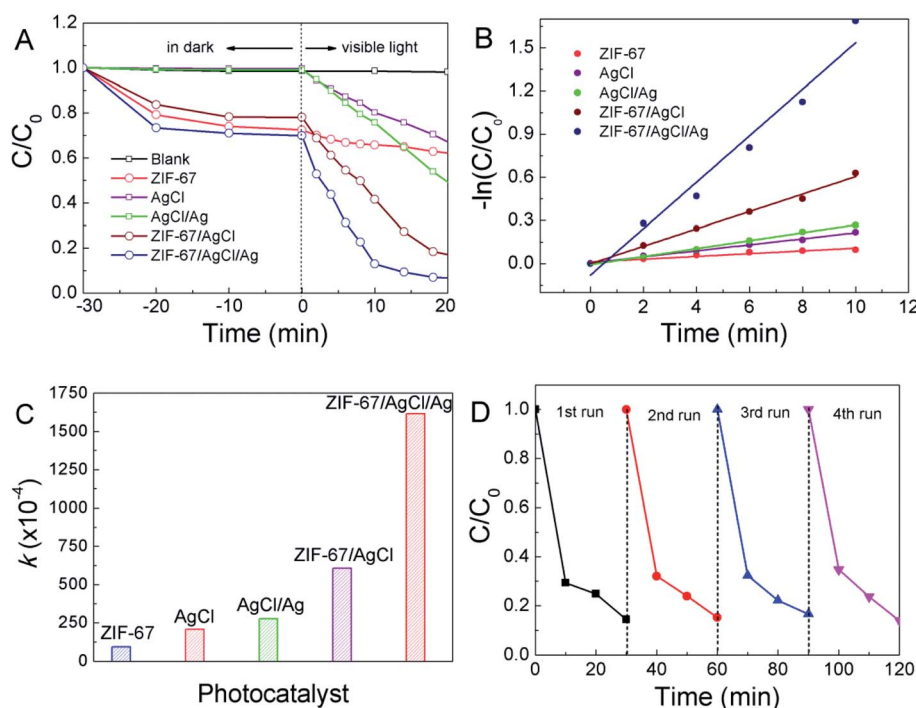 A
in dark
visible light
C/C0
1.2
1.0
0.8
0.6
0.4
0.2
0.0
Blank
ZIF-67
AgCl
AgCl/Ag
ZIF-67/AgCl
ZIF-67/AgCl/Ag
-30 -20 -10 0 10 20
Time (min)
B
-ln(C/C0)
1.5
1.2
0.9
0.6
0.3
0.0
ZIF-67
AgCl
AgCl/Ag
ZIF-67/AgCl
ZIF-67/AgCl/Ag
0 2 4 6 8 10 12
Time (min)
C
k (x10-4)
1750
1500
1250
1000
750
500
250
0
ZIF-67
AgCl
AgCl/Ag
ZIF-67/AgCl
ZIF-67/AgCl/Ag
Photocatalyst
D
C/C0
1.0
0.8
0.6
0.4
0.2
0.0
1st run 2nd run 3rd run 4th run
0 20 40 60 80 100 120
Time (min)